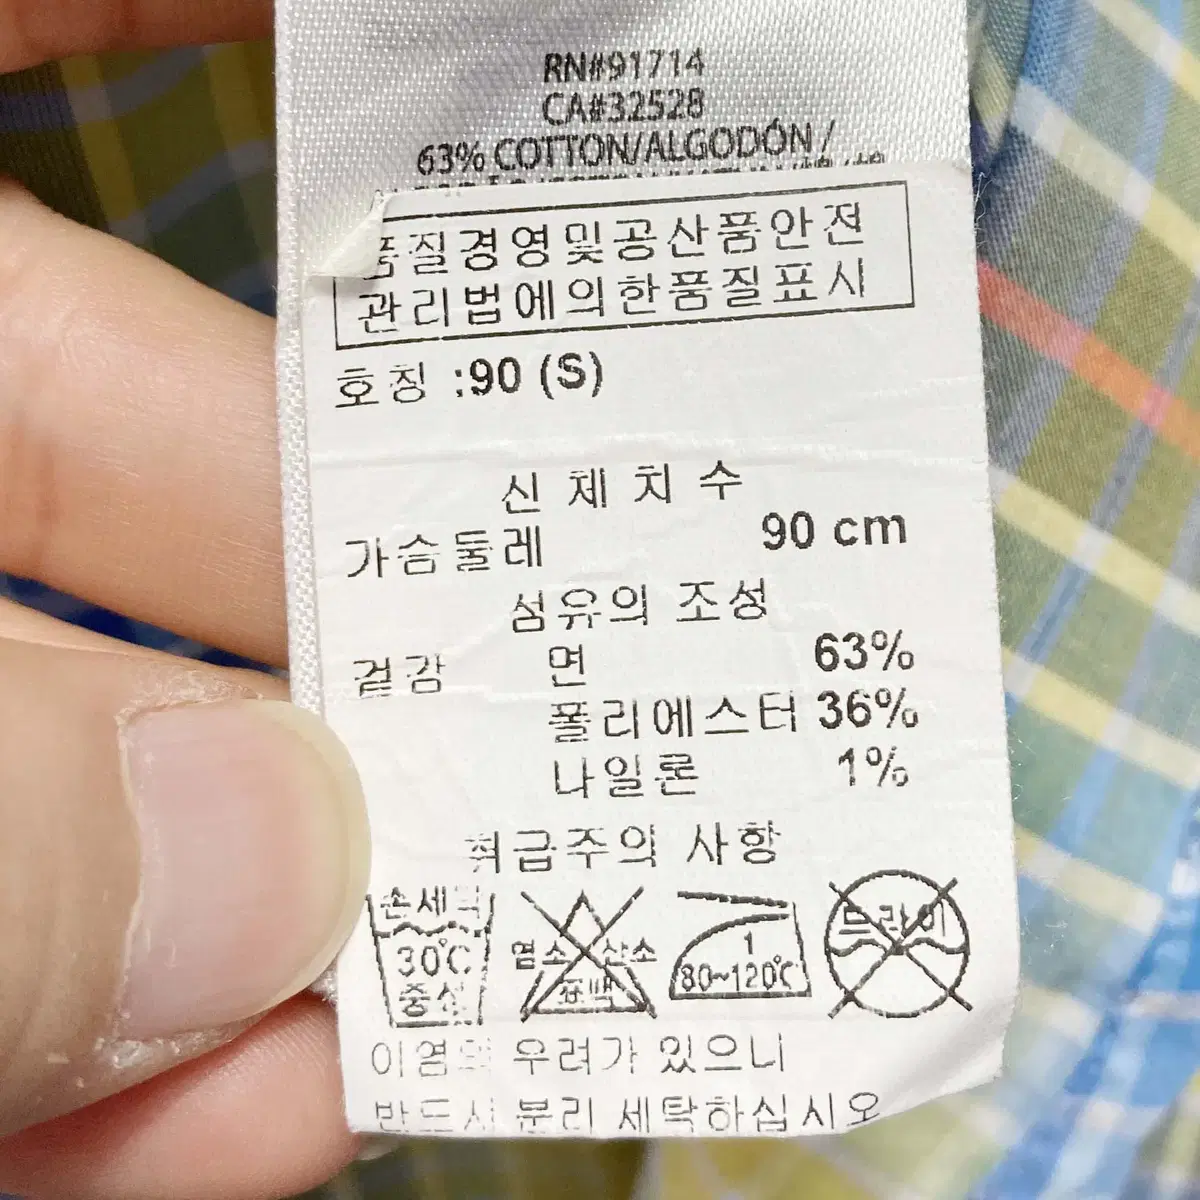 RN#91714
CA#32528
63% COTTON/ALGODÓN/
품질경영및공산품안전
관리법에의한품질표시
호칭 :90 (S)
신체치수
가슴둘레 90 cm
섬유의 조성
겉감 면 63%
폴리에스터 36%
나일론 1%
취급주의 사항
손세탁 30℃ 중성
염소 산소 표백
1 80~120℃
드라이
이염의 우려가 있으니
반드시 분리 세탁하십시오